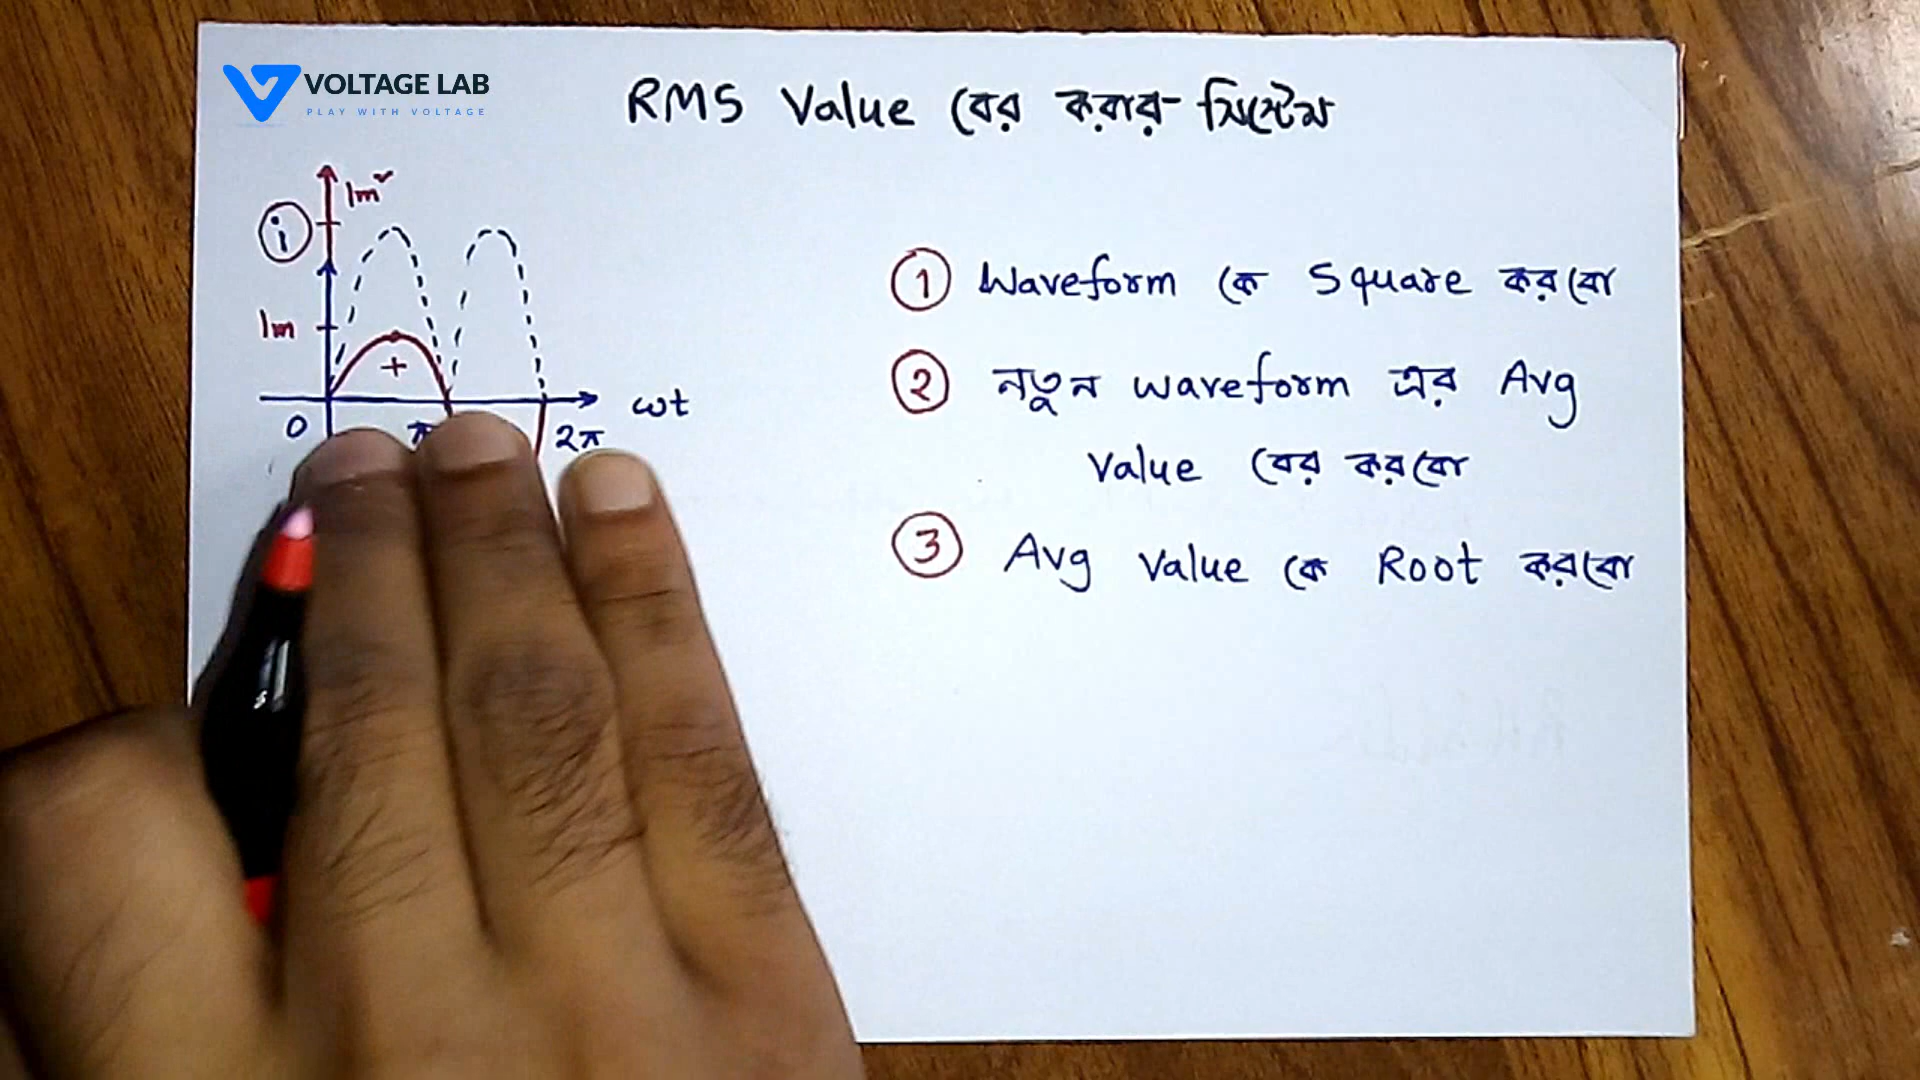 VOLTAGE LAB
PLAY WITH VOLTAGE
RMS Value বের করার সিস্টেম
Im²
i
Im
+
0
π
2π
ωt
① Waveform কে Square করবো
② নতুন waveform এর Avg
Value বের করবো
③ Avg Value কে Root করবো